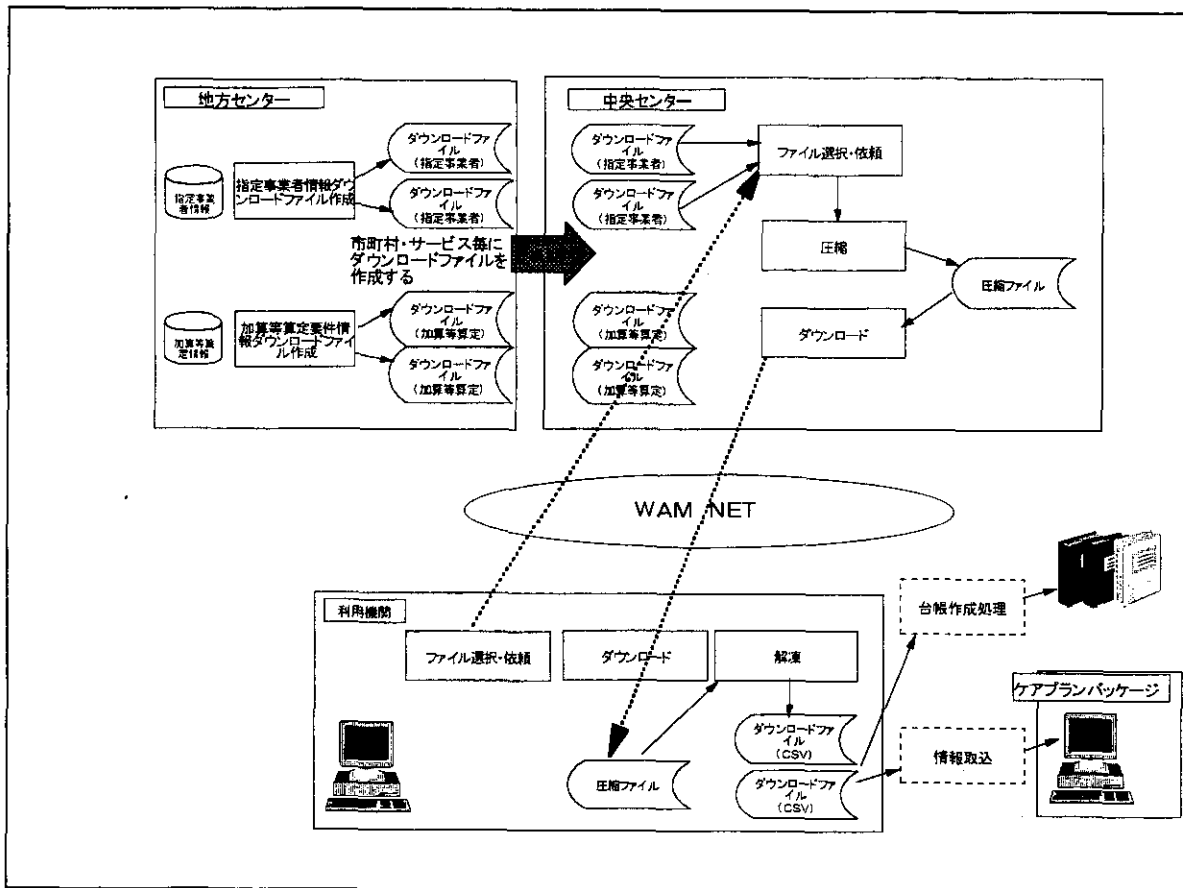 地方センター
指定事業
者情報
指定事業者情報ダウ
ンロードファイル作成
ダウンロードファ
イル
(指定事業者)
ダウンロードファ
イル
(指定事業者)
市町村・サービス毎に
ダウンロードファイルを
作成する
加算等算
定情報
加算等算定要件情
報ダウンロードファイ
ル作成
ダウンロードファ
イル
(加算等算定)
ダウンロードファ
イル
(加算等算定)
中央センター
ダウンロードファ
イル
(指定事業者)
ダウンロードファ
イル
(指定事業者)
ダウンロードファ
イル
(加算等算定)
ダウンロードファ
イル
(加算等算定)
ファイル選択・依頼
圧縮
圧縮ファイル
ダウンロード
WAM NET
利用機関
ファイル選択・依頼
ダウンロード
解凍
圧縮ファイル
ダウンロードファ
イル
(CSV)
ダウンロードファ
イル
(CSV)
台帳作成処理
情報取込
ケアプランパッケージ